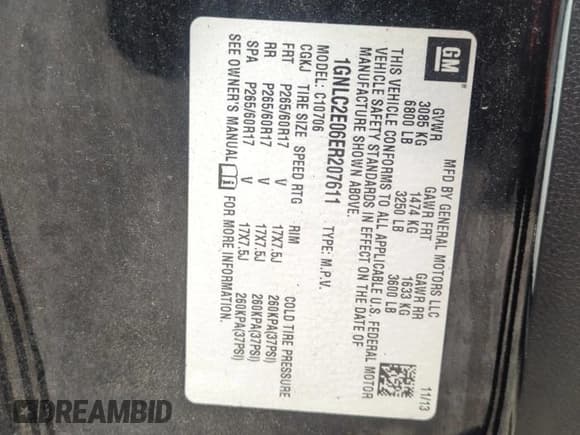 GM
MFD BY GENERAL MOTORS LLC 11/13
GVWR GAWR FRT GAWR RR
3085 KG 1474 KG 1633 KG
6800 LB 3250 LB 3600 LB
THIS VEHICLE CONFORMS TO ALL APPLICABLE U.S. FEDERAL MOTOR
VEHICLE SAFETY STANDARDS IN EFFECT ON THE DATE OF
MANUFACTURE SHOWN ABOVE.
1GNLC2E06ER207611 TYPE: M.P.V.
MODEL: C10706
CGKJ TIRE SIZE SPEED RTG RIM COLD TIRE PRESSURE
FRT P265/60R17 V 17X7.5J 260KPA(37PSI)
RR P265/60R17 V 17X7.5J 260KPA(37PSI)
SPA P265/60R17 V 17X7.5J 260KPA(37PSI)
SEE OWNER'S MANUAL i FOR MORE INFORMATION.
DREAMBID